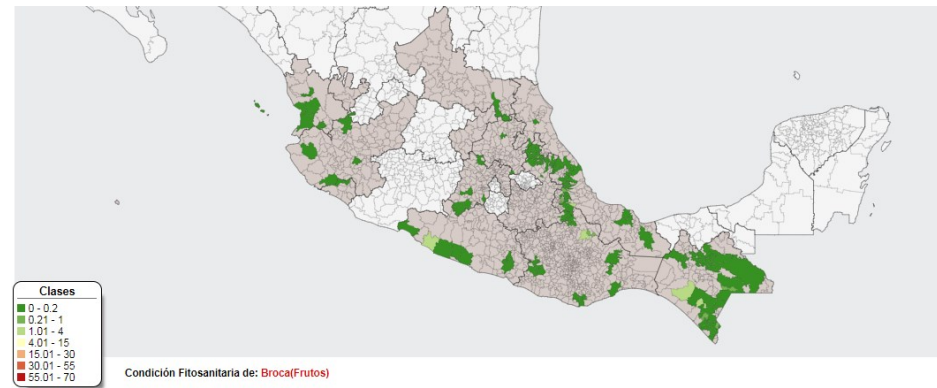 Clases
0 - 0.2
0.21 - 1
1.01 - 4
4.01 - 15
15.01 - 30
30.01 - 55
55.01 - 70
Condición Fitosanitaria de: Broca(Frutos)